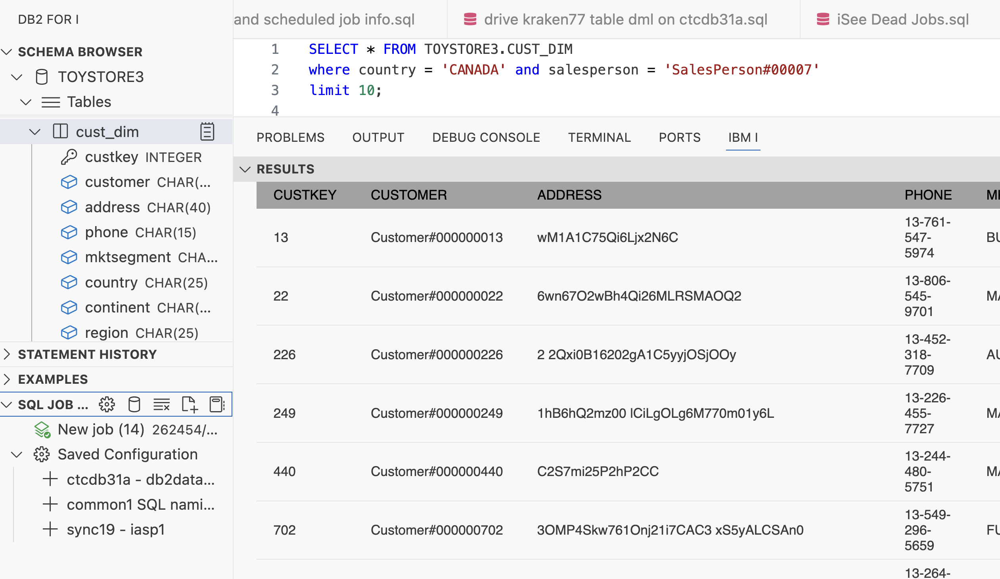 DB2 FOR I
SCHEMA BROWSER
TOYSTORE3
Tables
cust_dim
custkey INTEGER
customer CHAR(...
address CHAR(40)
phone CHAR(15)
mktsegment CHA...
country CHAR(25)
continent CHAR(...
region CHAR(25)
STATEMENT HISTORY
EXAMPLES
SQL JOB ...
New job (14) 262454/...
Saved Configuration
ctcdb31a - db2data...
common1 SQL nami...
sync19 - iasp1
and scheduled job info.sql
drive kraken77 table dml on ctcdb31a.sql
iSee Dead Jobs.sql
1 SELECT * FROM TOYSTORE3.CUST_DIM
2 where country = 'CANADA' and salesperson = 'SalesPerson#00007'
3 limit 10;
4
PROBLEMS OUTPUT DEBUG CONSOLE TERMINAL PORTS IBM I
RESULTS
CUSTKEY CUSTOMER ADDRESS PHONE
13 Customer#000000013 wM1A1C75Qi6Ljx2N6C 13-761-
547-
5974
22 Customer#000000022 6wn67O2wBh4Qi26MLRSMAOQ2 13-806-
545-
9701
226 Customer#000000226 2 2Qxi0B16202gA1C5yyjOSjOOy 13-452-
318-
7709
249 Customer#000000249 1hB6hQ2mz00 lCiLgOLg6M770m01y6L 13-226-
455-
7727
440 Customer#000000440 C2S7mi25P2hP2CC 13-244-
480-
5751
702 Customer#000000702 3OMP4Skw761Onj21i7CAC3 xS5yALCSAn0 13-549-
296-
5659
13-264-